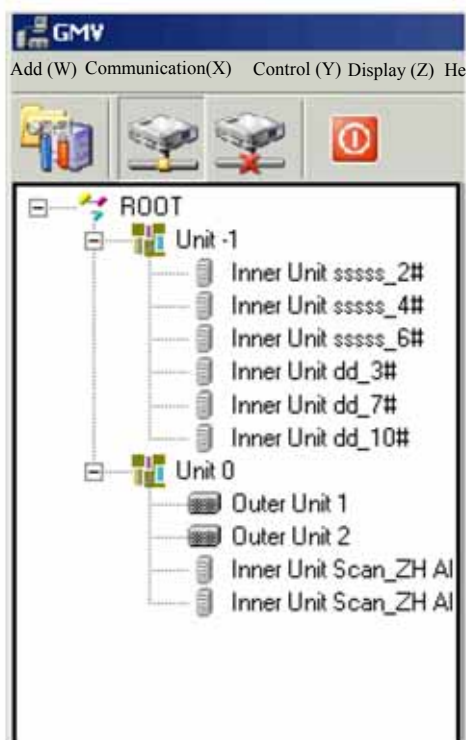 GMV
Add (W) Communication(X) Control (Y) Display (Z) He
ROOT
Unit -1
Inner Unit sssss_2#
Inner Unit sssss_4#
Inner Unit sssss_6#
Inner Unit dd_3#
Inner Unit dd_7#
Inner Unit dd_10#
Unit 0
Outer Unit 1
Outer Unit 2
Inner Unit Scan_ZH Al
Inner Unit Scan_ZH Al